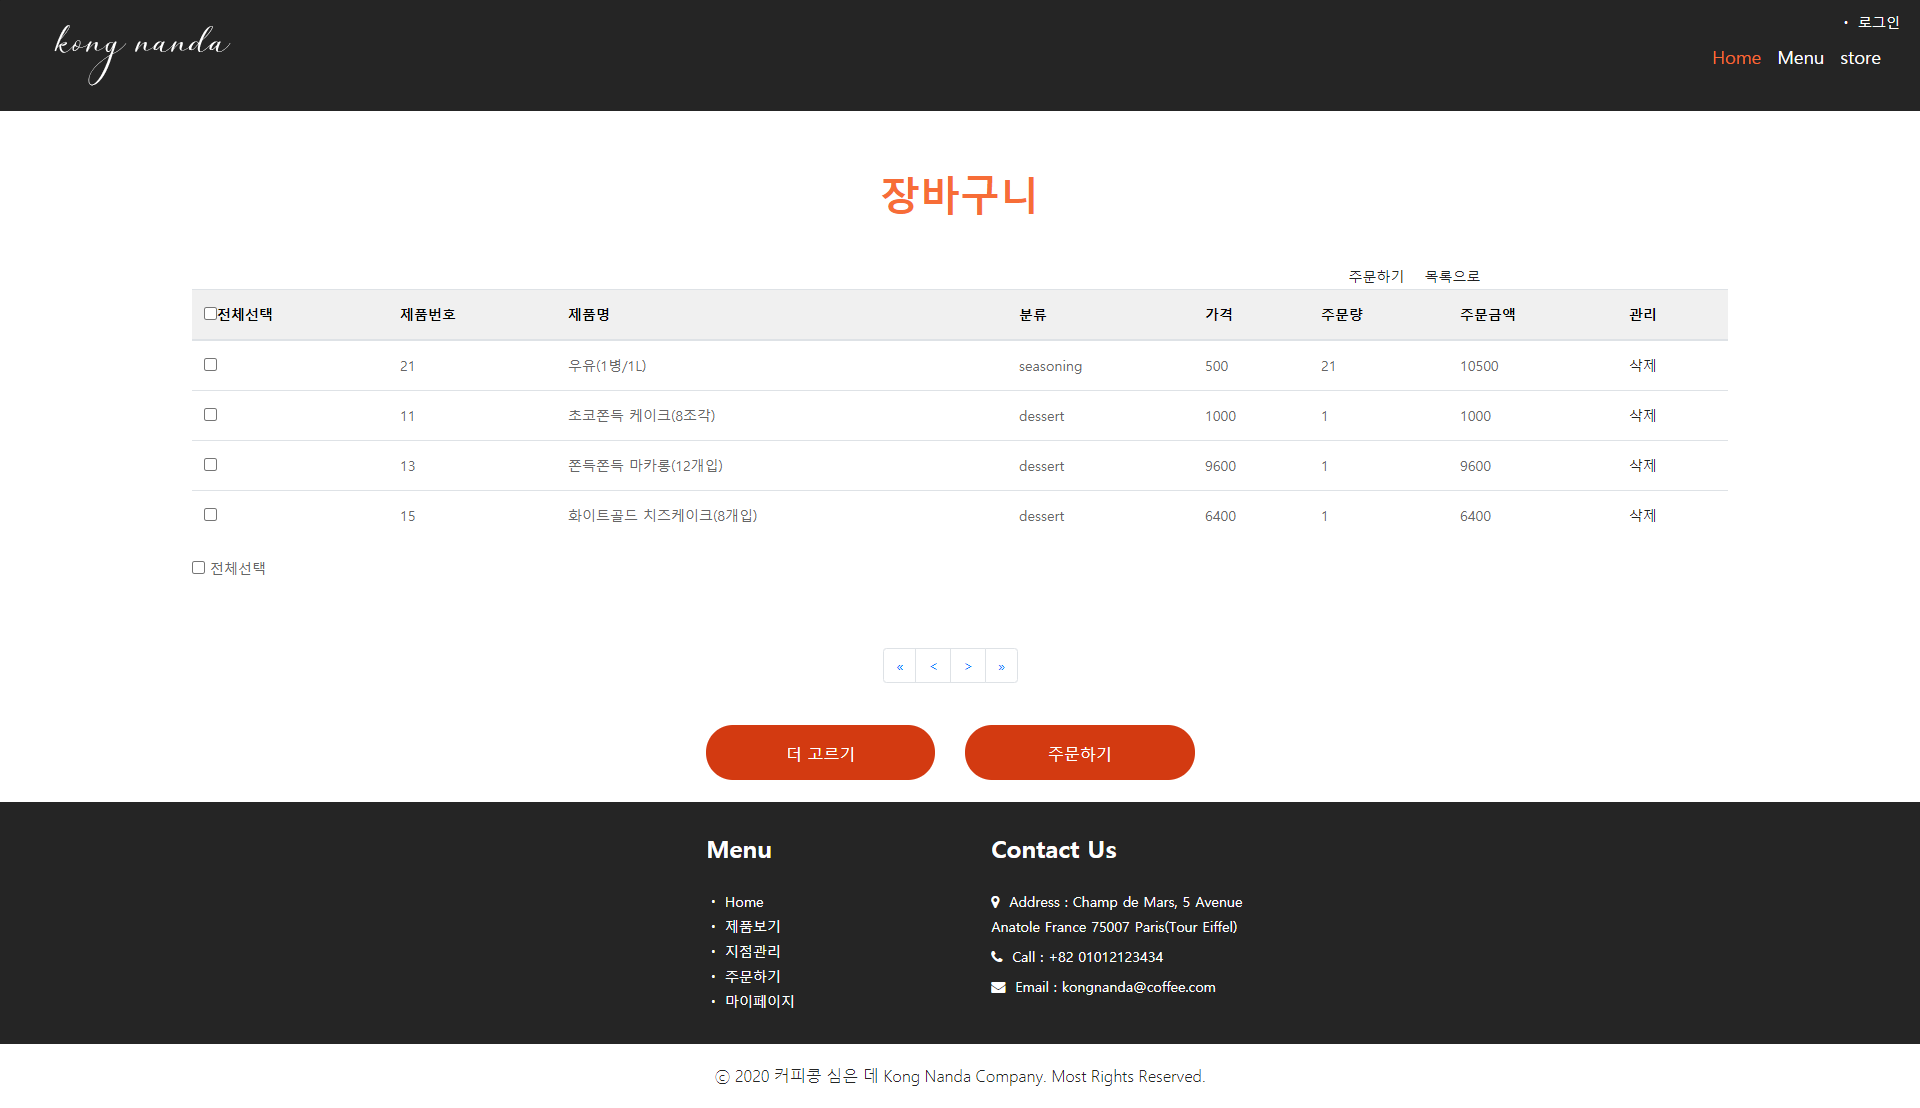 kong nanda
• 로그인
Home Menu store
장바구니
주문하기 목록으로
전체선택 제품번호 제품명 분류 가격 주문량 주문금액 관리
21 우유(1병/1L) seasoning 500 21 10500 삭제
11 초코쫀득 케이크(8조각) dessert 1000 1 1000 삭제
13 쫀득쫀득 마카롱(12개입) dessert 9600 1 9600 삭제
15 화이트골드 치즈케이크(8개입) dessert 6400 1 6400 삭제
전체선택
« < > »
더 고르기 주문하기
Menu
• Home
• 제품보기
• 지점관리
• 주문하기
• 마이페이지
Contact Us
Address : Champ de Mars, 5 Avenue
Anatole France 75007 Paris(Tour Eiffel)
Call : +82 01012123434
Email : kongnanda@coffee.com
ⓒ 2020 커피콩 심은 데 Kong Nanda Company. Most Rights Reserved.